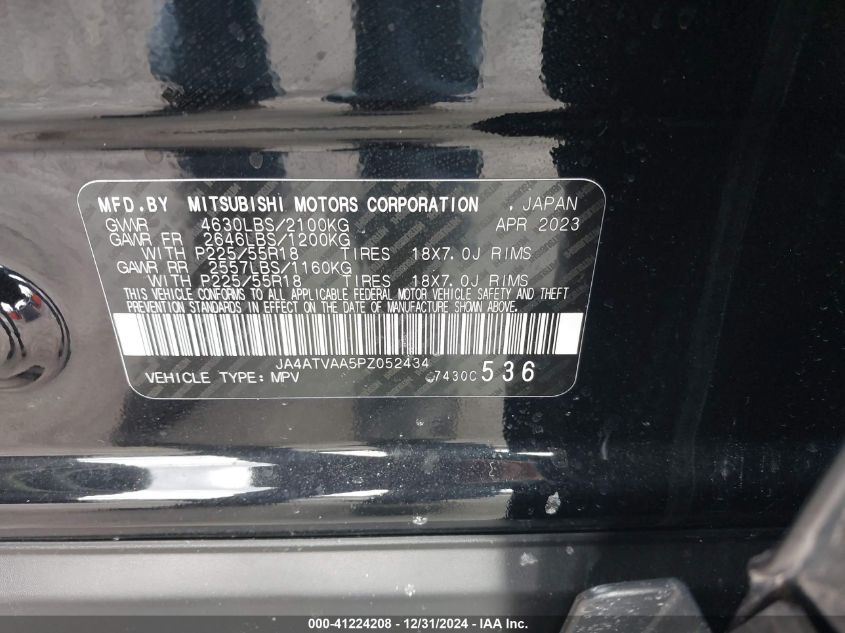 MFD.BY MITSUBISHI MOTORS CORPORATION , JAPAN
GVWR 4630LBS/2100KG APR 2023
GAWR FR 2646LBS/1200KG
WITH P225/55R18 TIRES 18X7.0J RIMS
GAWR RR 2557LBS/1160KG
WITH P225/55R18 TIRES 18X7.0J RIMS
THIS VEHICLE CONFORMS TO ALL APPLICABLE FEDERAL MOTOR VEHICLE SAFETY AND THEFT
PREVENTION STANDARDS IN EFFECT ON THE DATE OF MANUFACTURE SHOWN ABOVE.
JA4ATVAA5PZ052434
VEHICLE TYPE: MPV 7430C 536
000-41224208 - 12/31/2024 - © IAA, Inc.